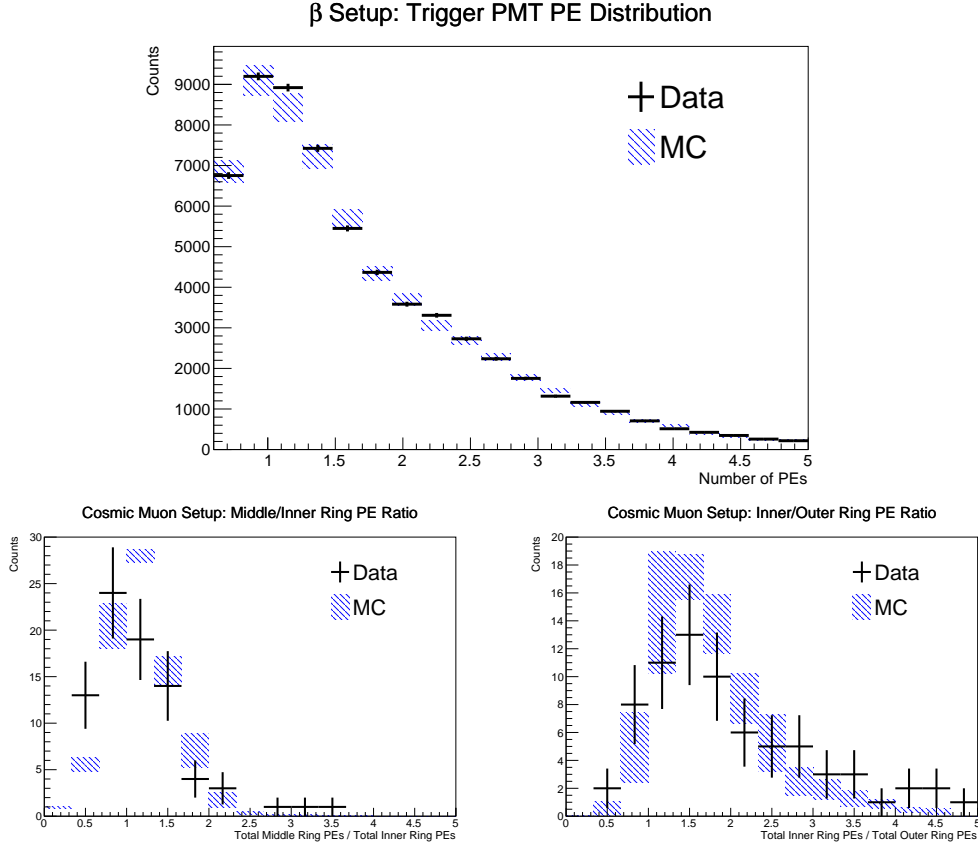 β Setup: Trigger PMT PE Distribution
Counts
9000
8000
7000
6000
5000
4000
3000
2000
1000
0
Data
MC
1 1.5 2 2.5 3 3.5 4 4.5 5
Number of PEs
Cosmic Muon Setup: Middle/Inner Ring PE Ratio
Counts
30
25
20
15
10
5
0
Data
MC
0 0.5 1 1.5 2 2.5 3 3.5 4 4.5 5
Total Middle Ring PEs / Total Inner Ring PEs
Cosmic Muon Setup: Inner/Outer Ring PE Ratio
Counts
20
18
16
14
12
10
8
6
4
2
0
Data
MC
0 0.5 1 1.5 2 2.5 3 3.5 4 4.5 5
Total Inner Ring PEs / Total Outer Ring PEs